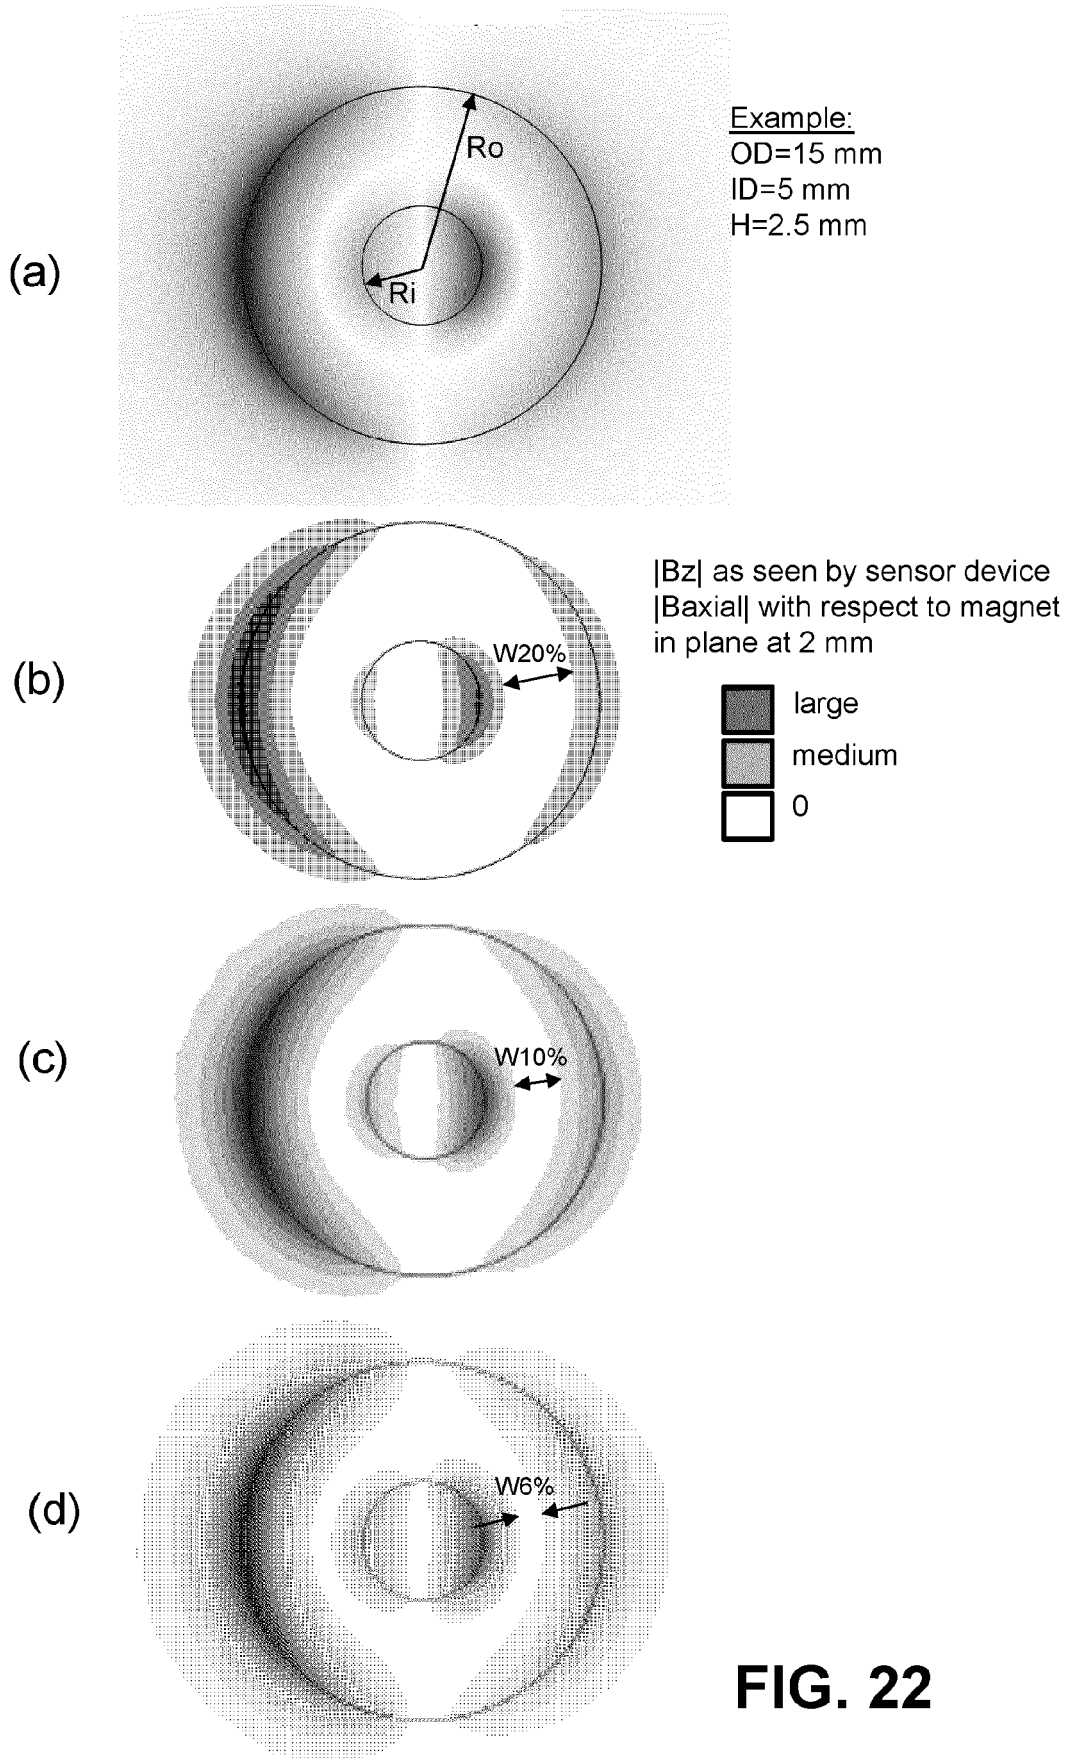 Example:
OD=15 mm
ID=5 mm
H=2.5 mm
Ro
(a)
Ri
|Bz| as seen by sensor device
|Baxial| with respect to magnet
in plane at 2 mm
(b)
W20%
large
medium
0
(c)
W10%
(d)
W6%
FIG. 22